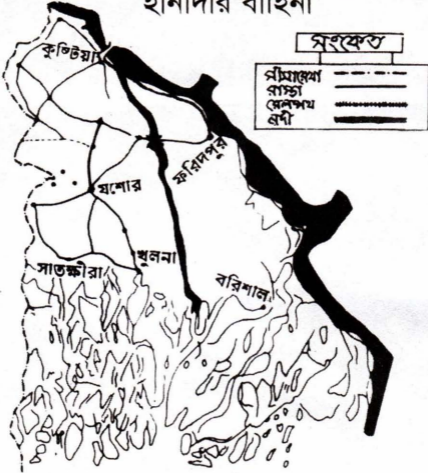 হানাদার বাহিনী
সংকেত
সীমারেখা
রাস্তা
রেলপথ
নদী
কুষ্টিয়া
ফরিদপুর
যশোর
খুলনা
সাতক্ষীরা
বরিশাল